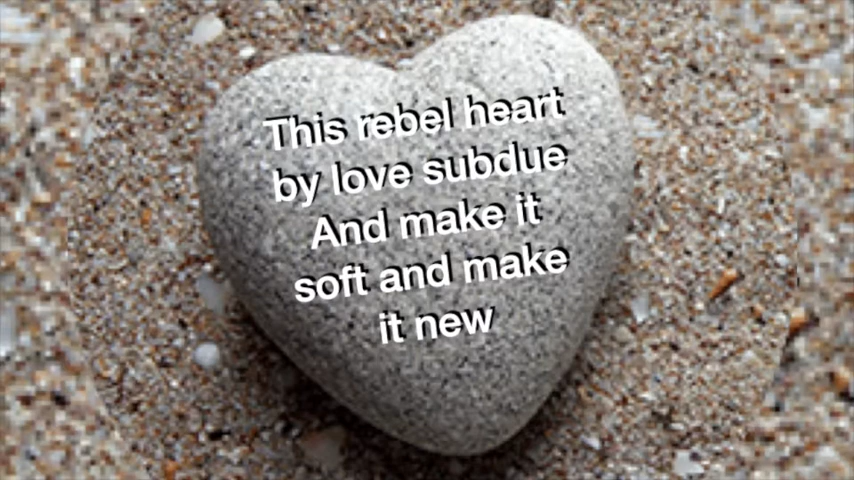 This rebel heart
by love subdue
And make it
soft and make
it new